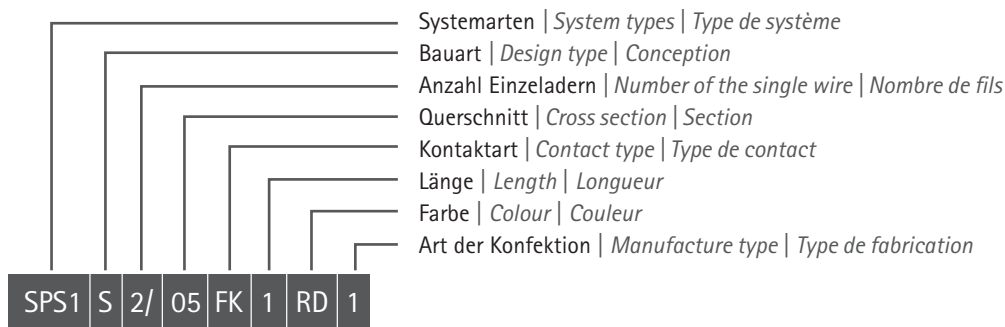 Systemarten | System types | Type de système
Bauart | Design type | Conception
Anzahl Einzeladern | Number of the single wire | Nombre de fils
Querschnitt | Cross section | Section
Kontaktart | Contact type | Type de contact
Länge | Length | Longueur
Farbe | Colour | Couleur
Art der Konfektion | Manufacture type | Type de fabrication
SPS1 S 2/ 05 FK 1 RD 1